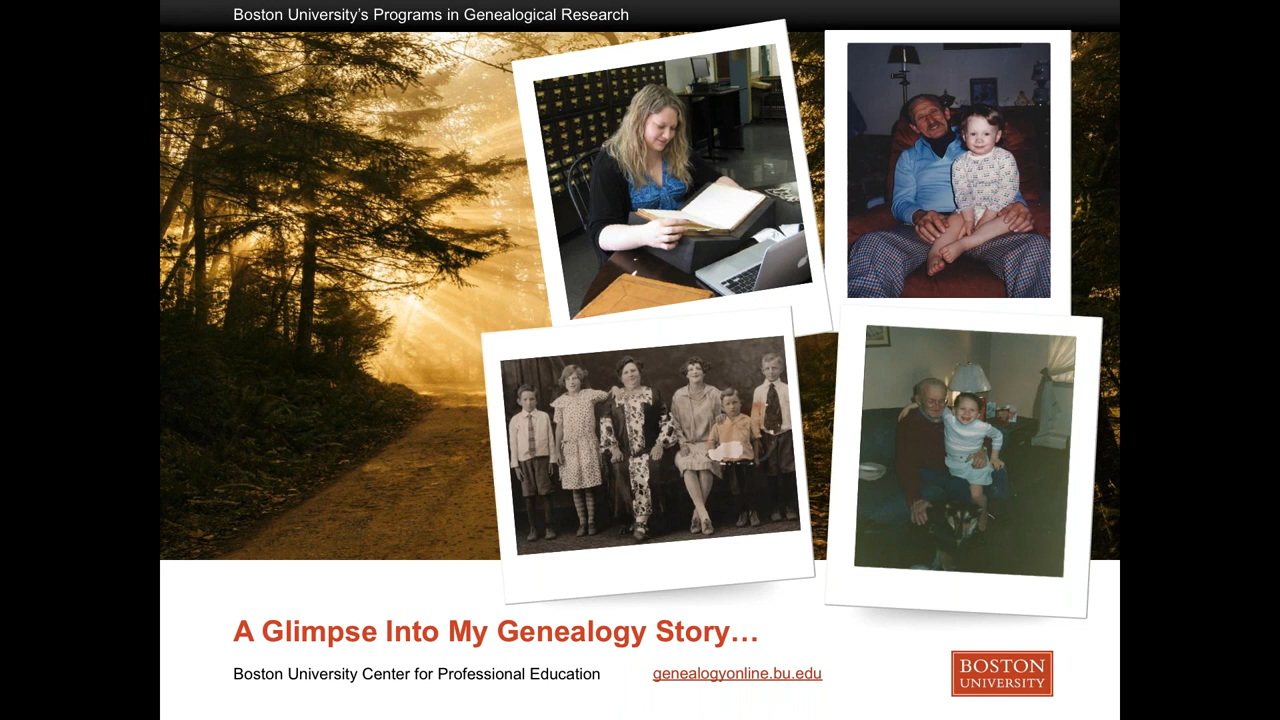 Boston University’s Programs in Genealogical Research
A Glimpse Into My Genealogy Story…
Boston University Center for Professional Education genealogyonline.bu.edu
BOSTON
UNIVERSITY